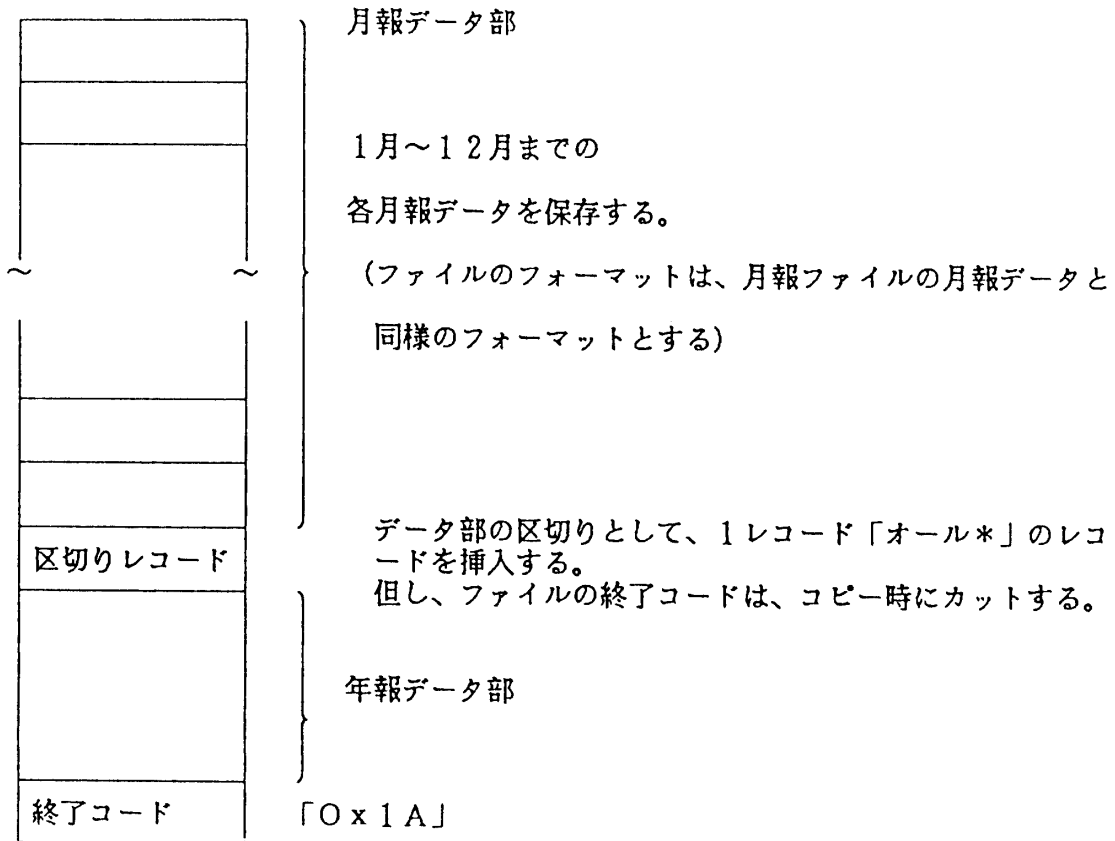 月報データ部
1月～12月までの
各月報データを保存する。
(ファイルのフォーマットは、月報ファイルの月報データと
同様のフォーマットとする)
データ部の区切りとして、1レコード「オール＊」のレコ
ードを挿入する。
区切りレコード
但し、ファイルの終了コードは、コピー時にカットする。
年報データ部
終了コード 「0x1A」